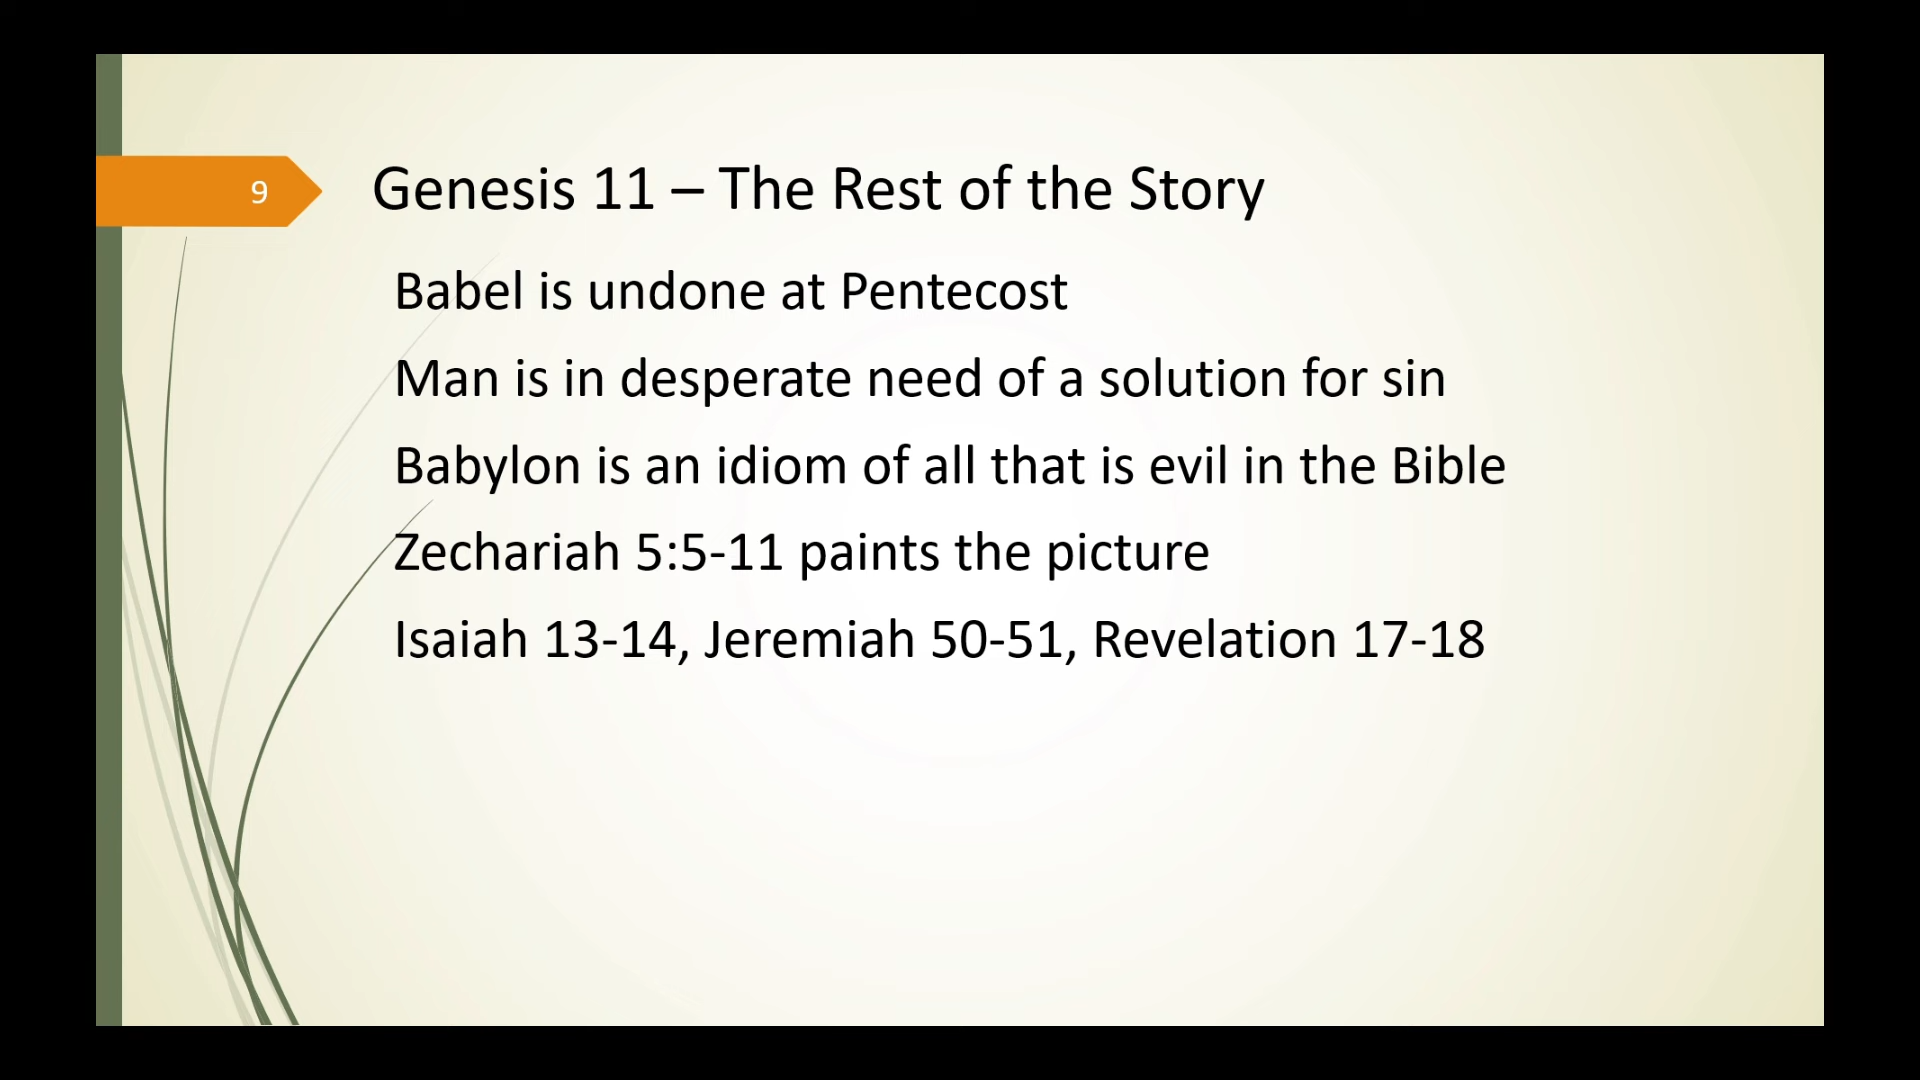 9
Genesis 11 – The Rest of the Story
Babel is undone at Pentecost
Man is in desperate need of a solution for sin
Babylon is an idiom of all that is evil in the Bible
Zechariah 5:5-11 paints the picture
Isaiah 13-14, Jeremiah 50-51, Revelation 17-18